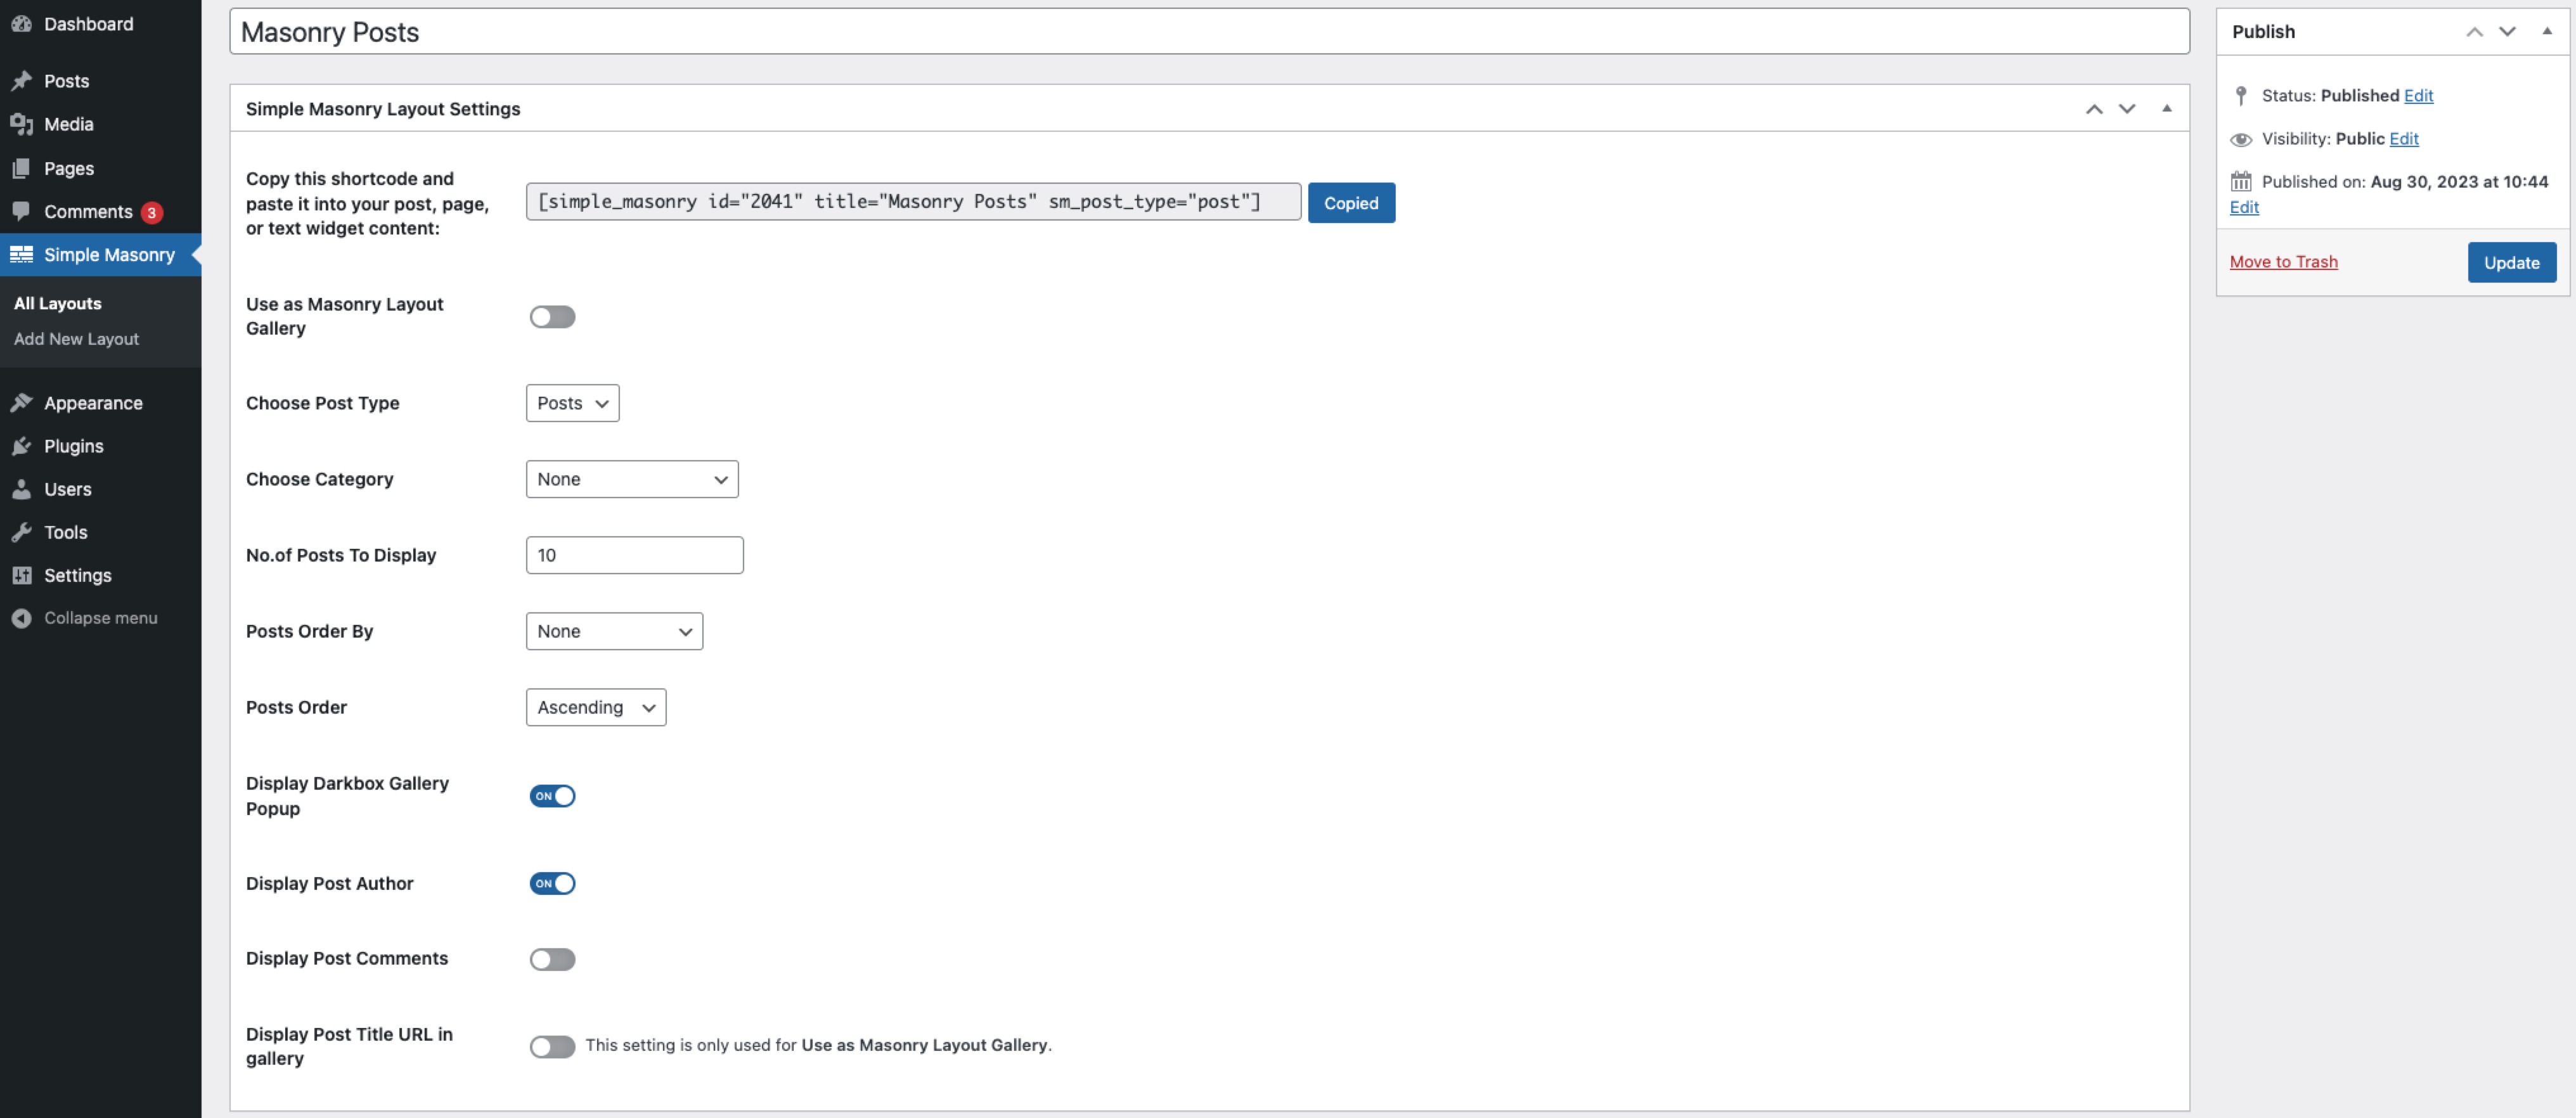 Dashboard
Posts
Media
Pages
Comments 3
Simple Masonry
All Layouts
Add New Layout
Appearance
Plugins
Users
Tools
Settings
Collapse menu
Masonry Posts
Simple Masonry Layout Settings
Copy this shortcode and
paste it into your post, page,
or text widget content:
[simple_masonry id="2041" title="Masonry Posts" sm_post_type="post"]
Copied
Use as Masonry Layout
Gallery
Choose Post Type
Posts
Choose Category
None
No.of Posts To Display
10
Posts Order By
None
Posts Order
Ascending
Display Darkbox Gallery
Popup
ON
Display Post Author
ON
Display Post Comments
Display Post Title URL in
gallery
This setting is only used for Use as Masonry Layout Gallery.
Publish
Status: Published Edit
Visibility: Public Edit
Published on: Aug 30, 2023 at 10:44
Edit
Move to Trash
Update